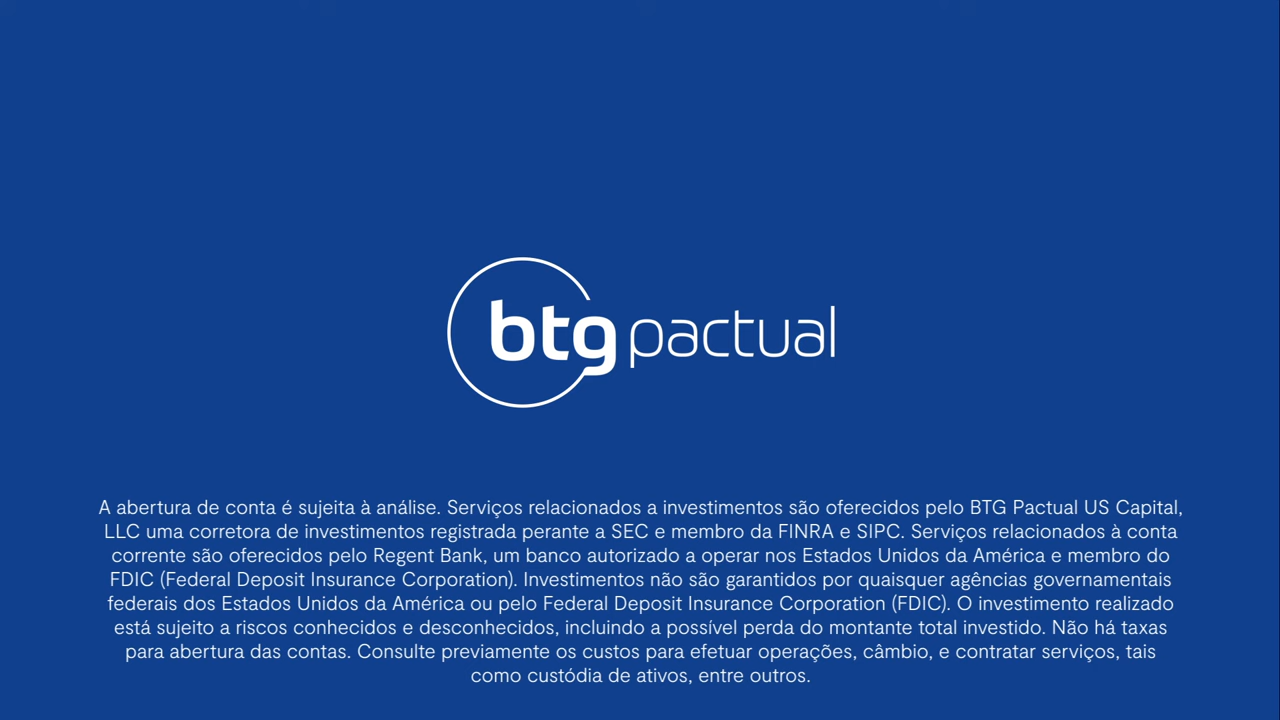 btg pactual
A abertura de conta é sujeita à análise. Serviços relacionados a investimentos são oferecidos pelo BTG Pactual US Capital,
LLC uma corretora de investimentos registrada perante a SEC e membro da FINRA e SIPC. Serviços relacionados à conta
corrente são oferecidos pelo Regent Bank, um banco autorizado a operar nos Estados Unidos da América e membro do
FDIC (Federal Deposit Insurance Corporation). Investimentos não são garantidos por quaisquer agências governamentais
federais dos Estados Unidos da América ou pelo Federal Deposit Insurance Corporation (FDIC). O investimento realizado
está sujeito a riscos conhecidos e desconhecidos, incluindo a possível perda do montante total investido. Não há taxas
para abertura das contas. Consulte previamente os custos para efetuar operações, câmbio, e contratar serviços, tais
como custódia de ativos, entre outros.